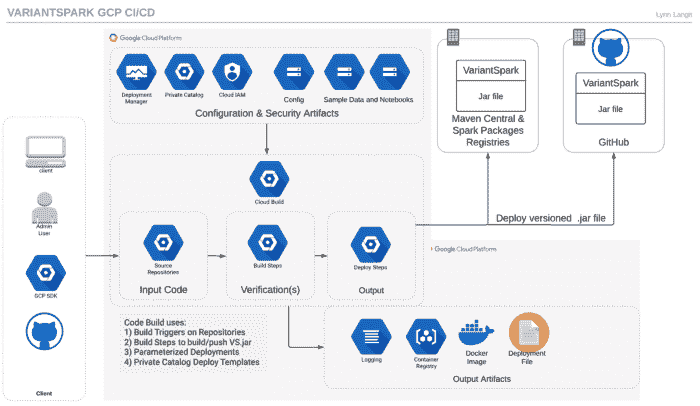 VARIANTSPARK GCP CI/CD
Lynn Langit
Google Cloud Platform
Deployment
Manager
Private Catalog
Cloud IAM
Config
Sample Data and Notebooks
Configuration & Security Artifacts
VariantSpark
Jar file
Maven Central &
Spark Packages
Registries
VariantSpark
Jar file
GitHub
client
Admin
User
GCP SDK
Client
Cloud Build
Source
Repositories
Input Code
Build Steps
Verification(s)
Deploy Steps
Output
Deploy versioned .jar file
Google Cloud Platform
Code Build uses:
1) Build Triggers on Repositories
2) Build Steps to build/push VS.jar
3) Parameterized Deployments
4) Private Catalog Deploy Templates
Logging
Container
Registry
Docker
Image
Deployment
File
Output Artifacts